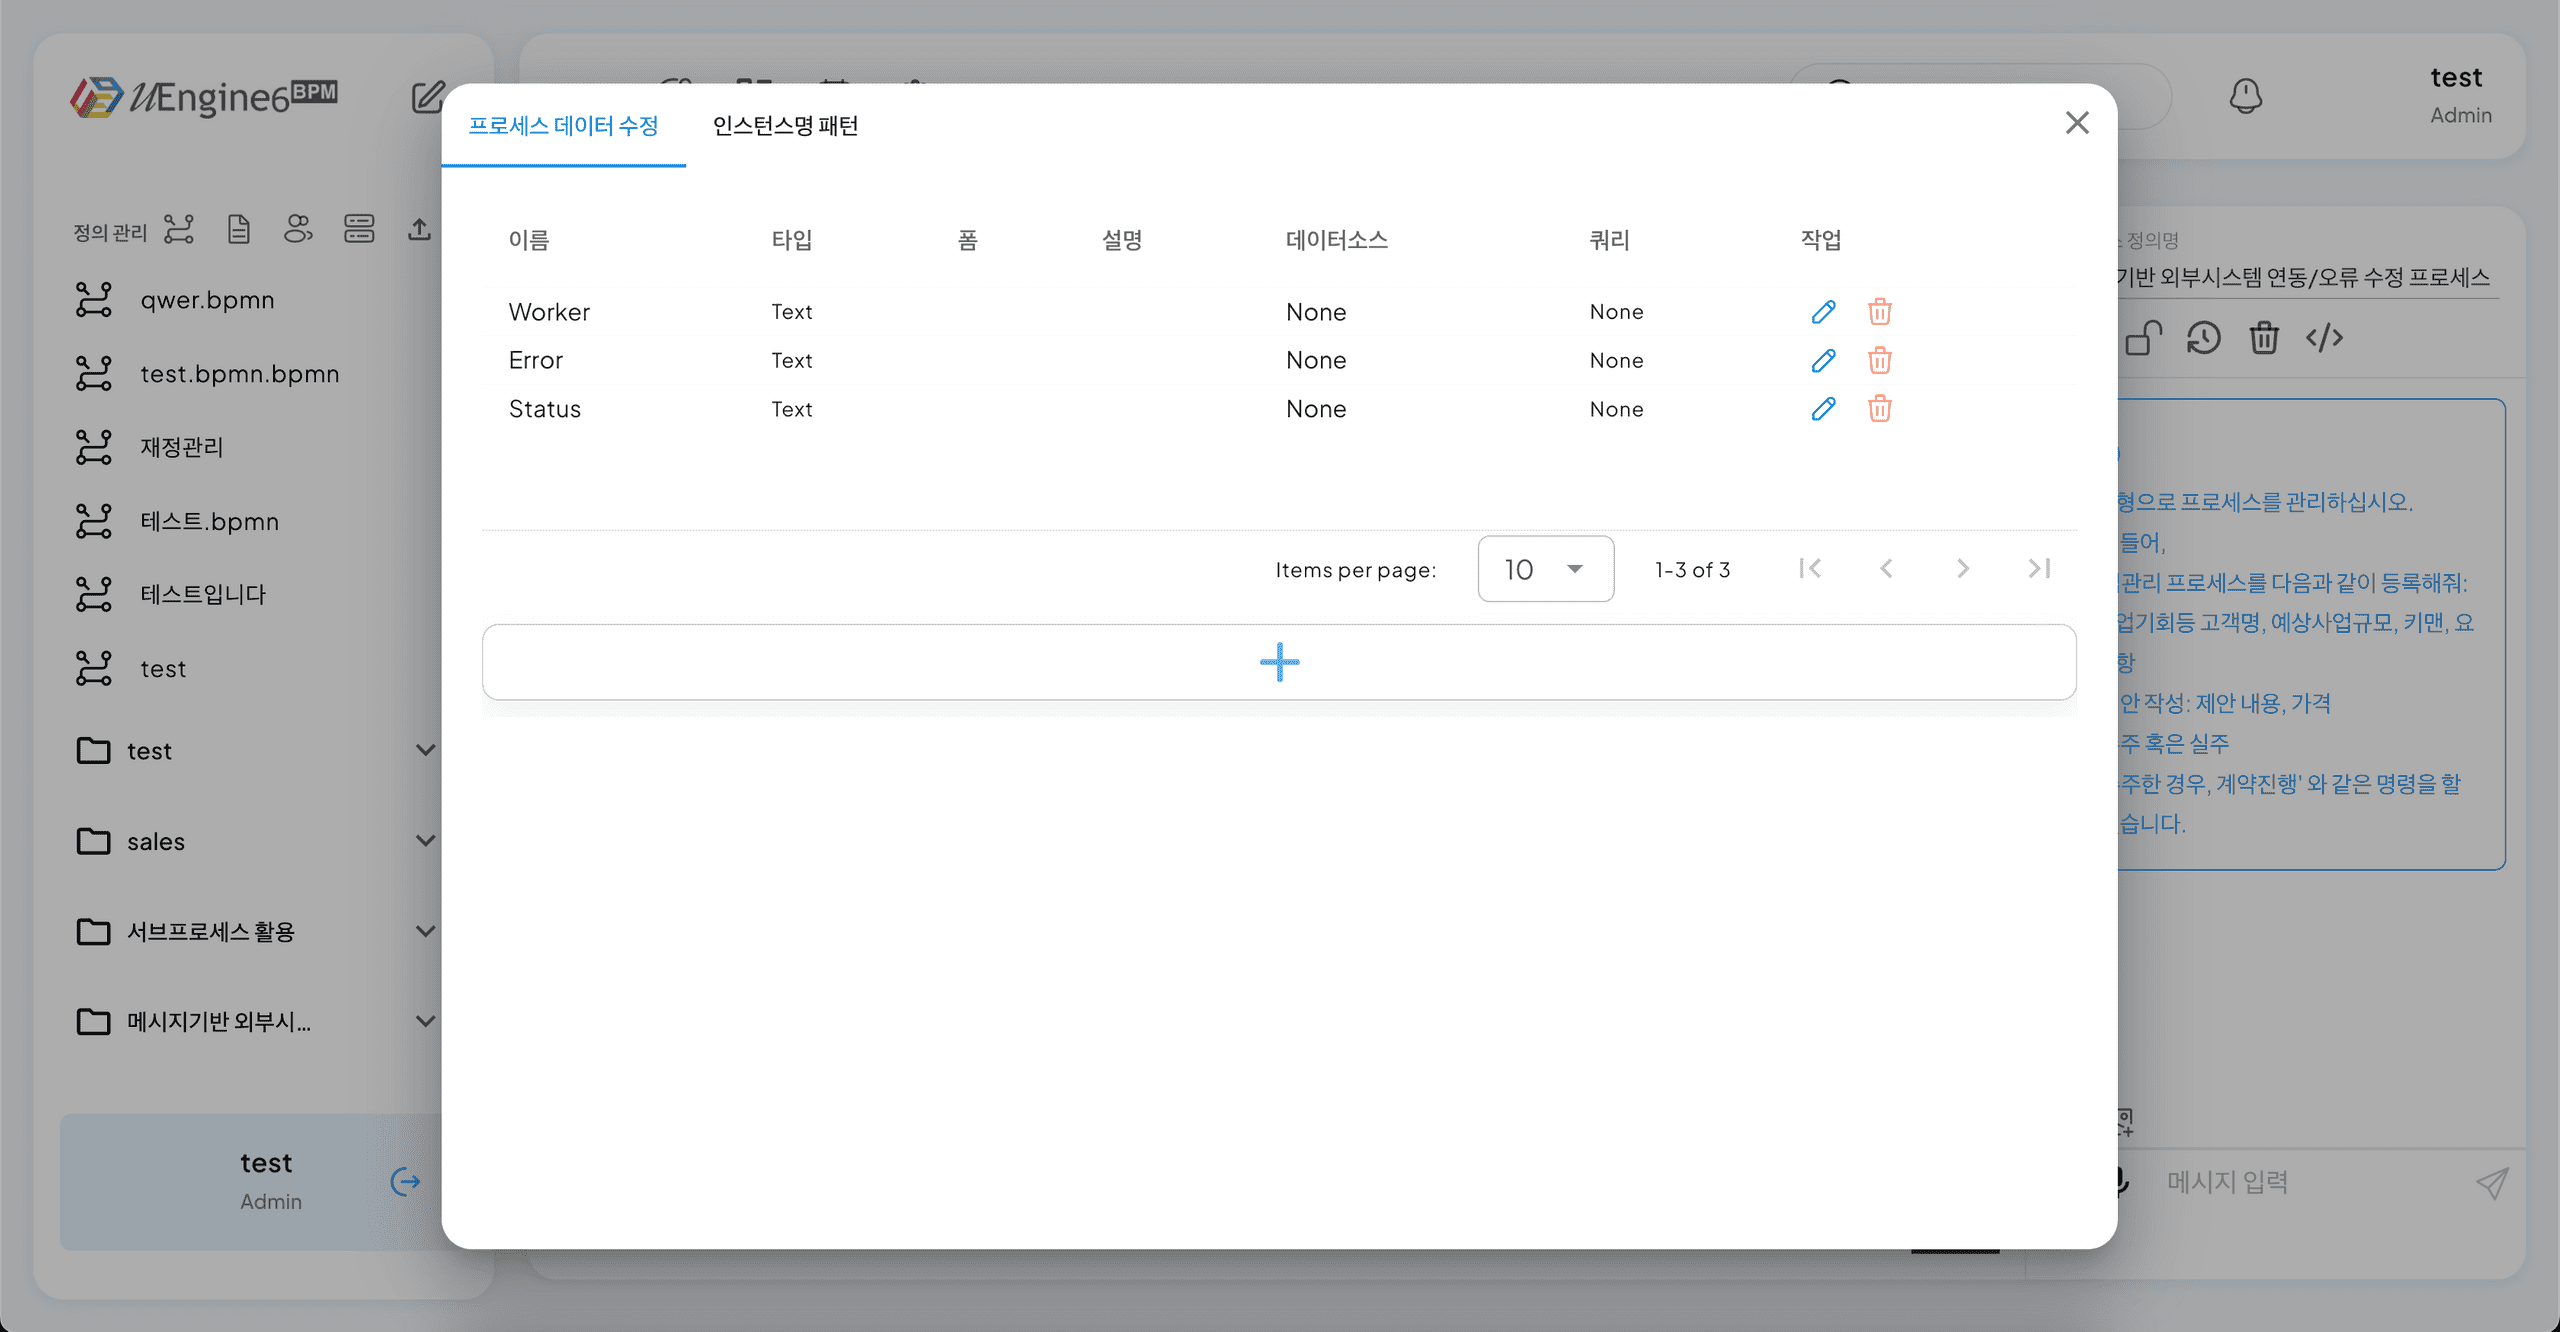 uEngine6 BPM
test
Admin
정의 관리
qwer.bpmn
test.bpmn.bpmn
재정관리
테스트.bpmn
테스트입니다
test
test
sales
서브프로세스 활용
메시지기반 외부시...
test
Admin
프로세스 데이터 수정 인스턴스명 패턴
이름 타입 폼 설명 데이터소스 쿼리 작업
Worker Text None None
Error Text None None
Status Text None None
Items per page: 10 1-3 of 3
정의명
기반 외부시스템 연동/오류 수정 프로세스
형으로 프로세스를 관리하십시오.
들어,
관리 프로세스를 다음과 같이 등록해줘:
업기회등 고객명, 예상사업규모, 키맨, 요
항
안 작성: 제안 내용, 가격
주 혹은 실주
주한 경우, 계약진행' 와 같은 명령을 할
습니다.
메시지 입력